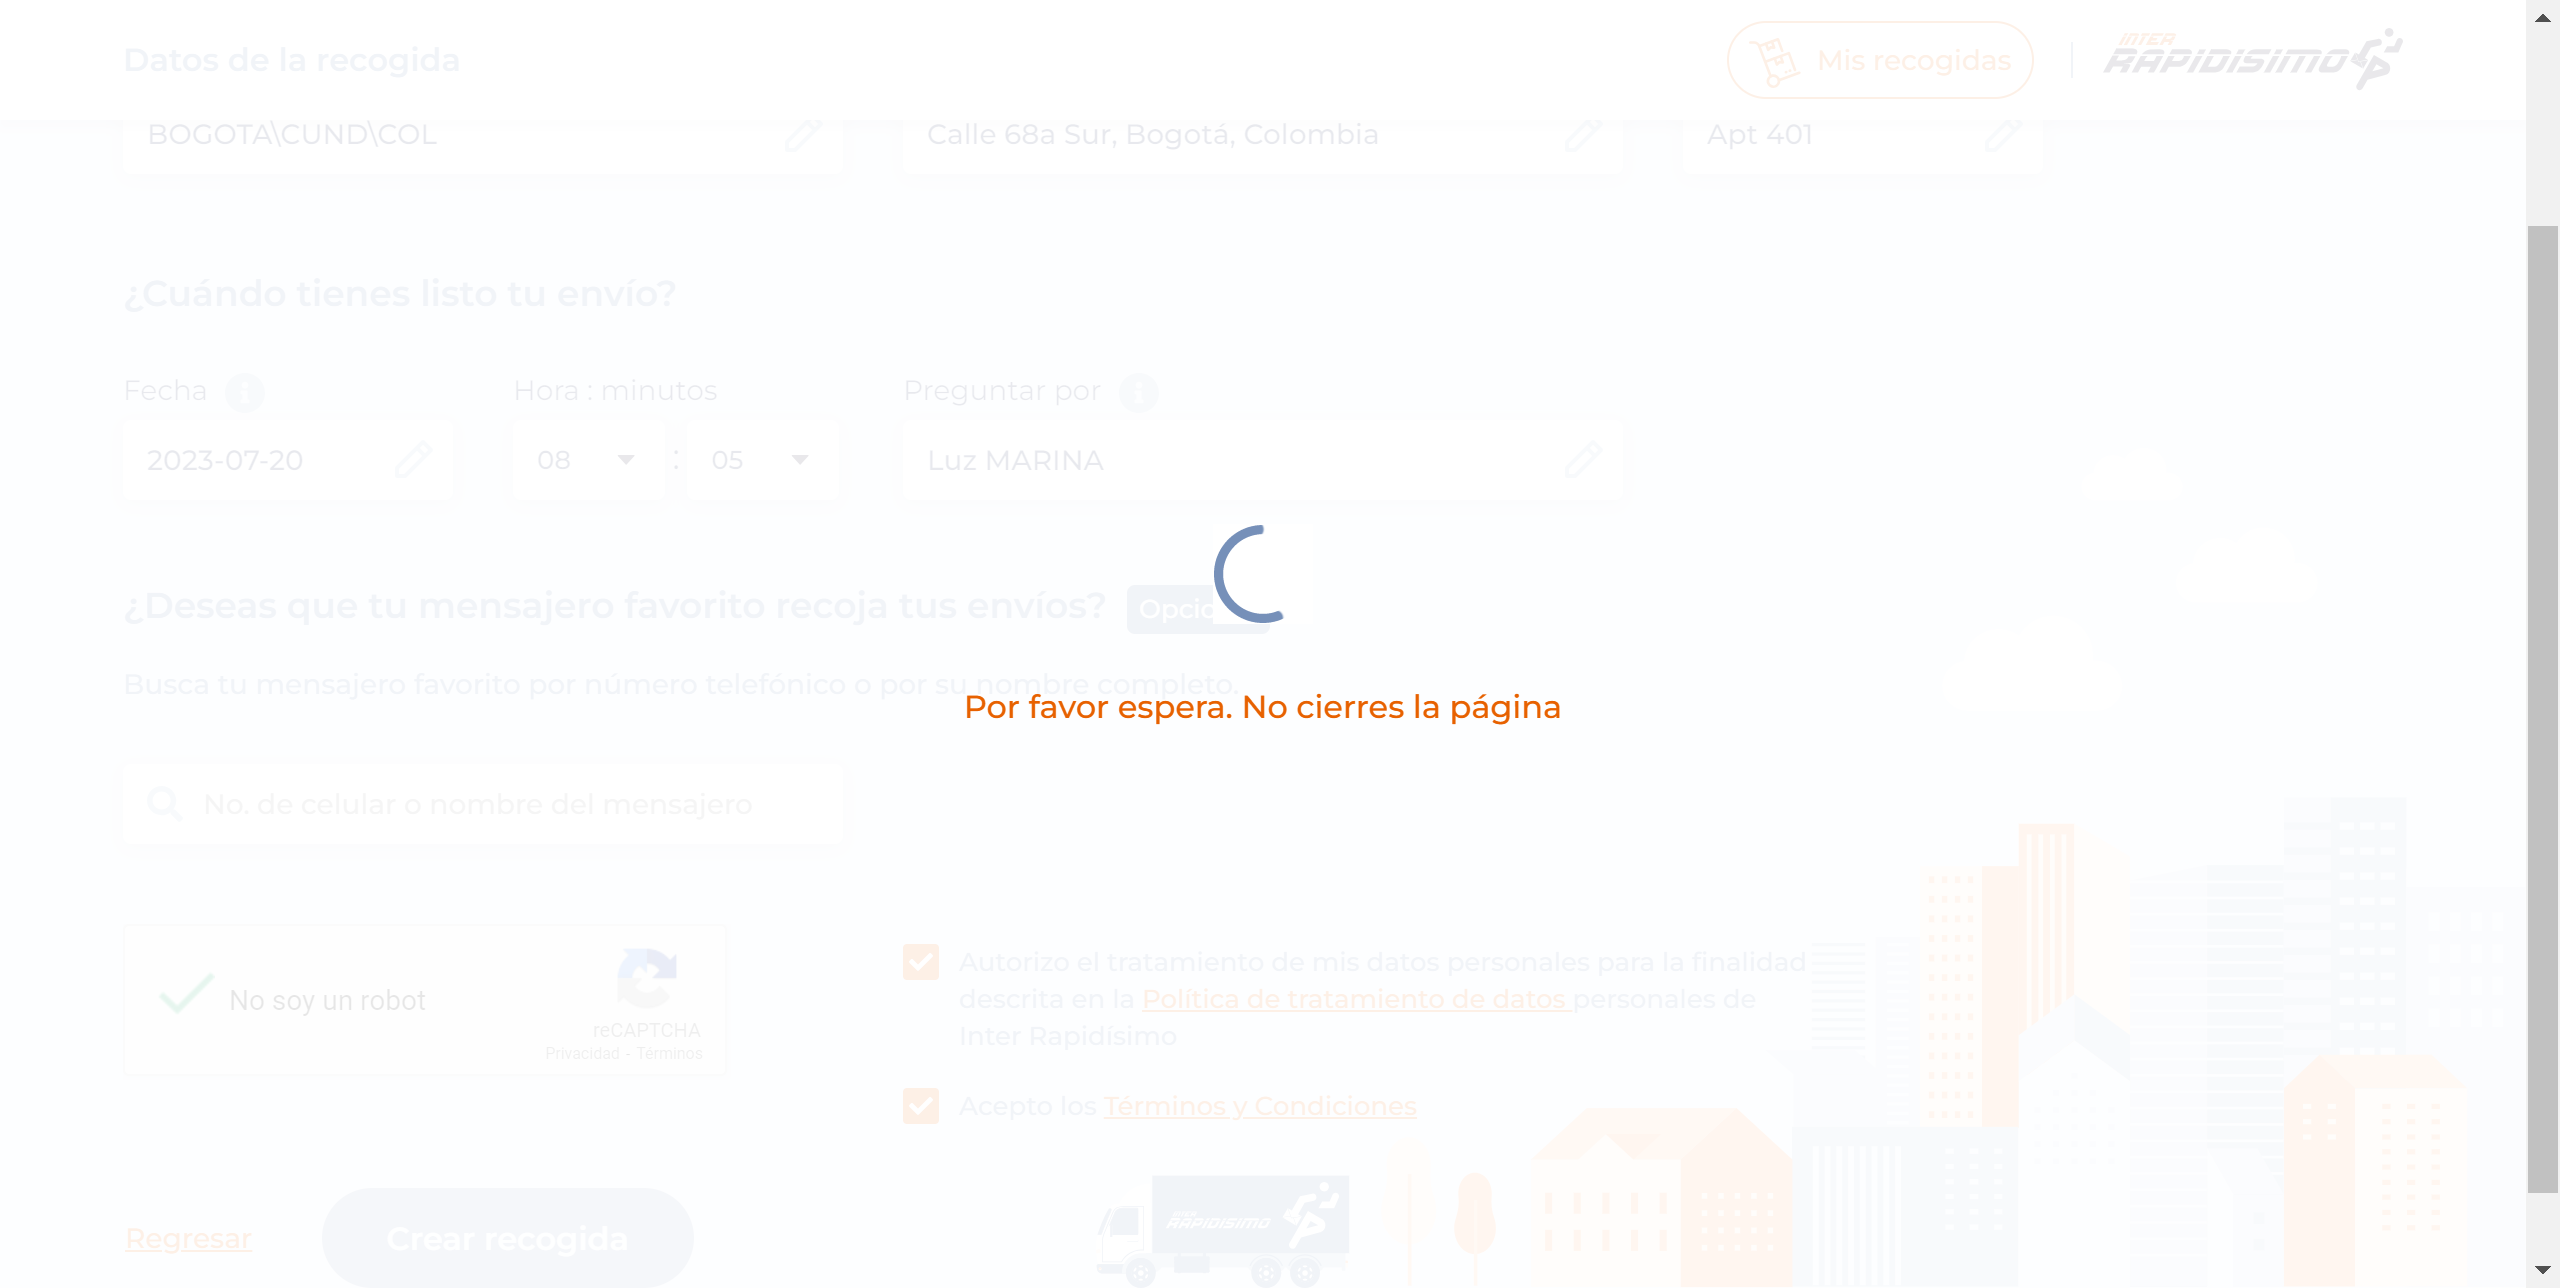 Datos de la recogida
Mis recogidas
INTER
RAPIDISIMO
BOGOTA\CUND\COL
Calle 68a Sur, Bogotá, Colombia
Apt 401
¿Cuándo tienes listo tu envío?
Fecha
Hora : minutos
Preguntar por
2023-07-20
08
:
05
Luz MARINA
¿Deseas que tu mensajero favorito recoja tus envíos?
Busca tu mensajero favorito por número telefónico o por su nombre completo.
Por favor espera. No cierres la página
No. de celular o nombre del mensajero
No soy un robot
reCAPTCHA
Privacidad - Términos
Autorizo el tratamiento de mis datos personales para la finalidad
descrita en la Política de tratamiento de datos personales de
Inter Rapidísimo
Acepto los Términos y Condiciones
Regresar
Crear recogida
INTER
RAPIDISIMO